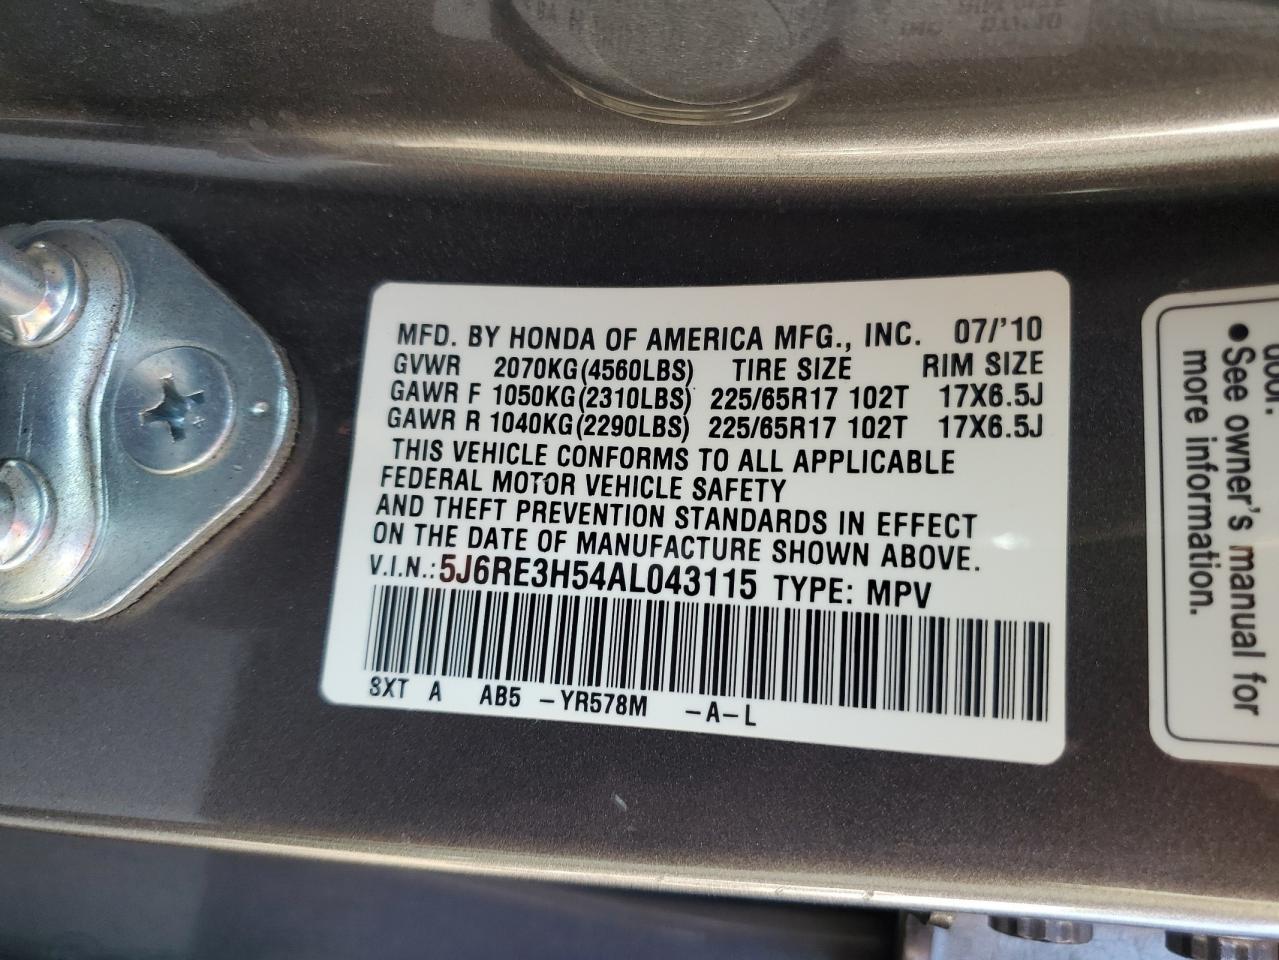 MFD. BY HONDA OF AMERICA MFG., INC. 07/'10
GVWR 2070KG(4560LBS) TIRE SIZE RIM SIZE
GAWR F 1050KG(2310LBS) 225/65R17 102T 17X6.5J
GAWR R 1040KG(2290LBS) 225/65R17 102T 17X6.5J
THIS VEHICLE CONFORMS TO ALL APPLICABLE
FEDERAL MOTOR VEHICLE SAFETY
AND THEFT PREVENTION STANDARDS IN EFFECT
ON THE DATE OF MANUFACTURE SHOWN ABOVE.
V.I.N.: 5J6RE3H54AL043115 TYPE: MPV
SXT A AB5 -YR578M -A-L
door.
● See owner's manual for
more information.